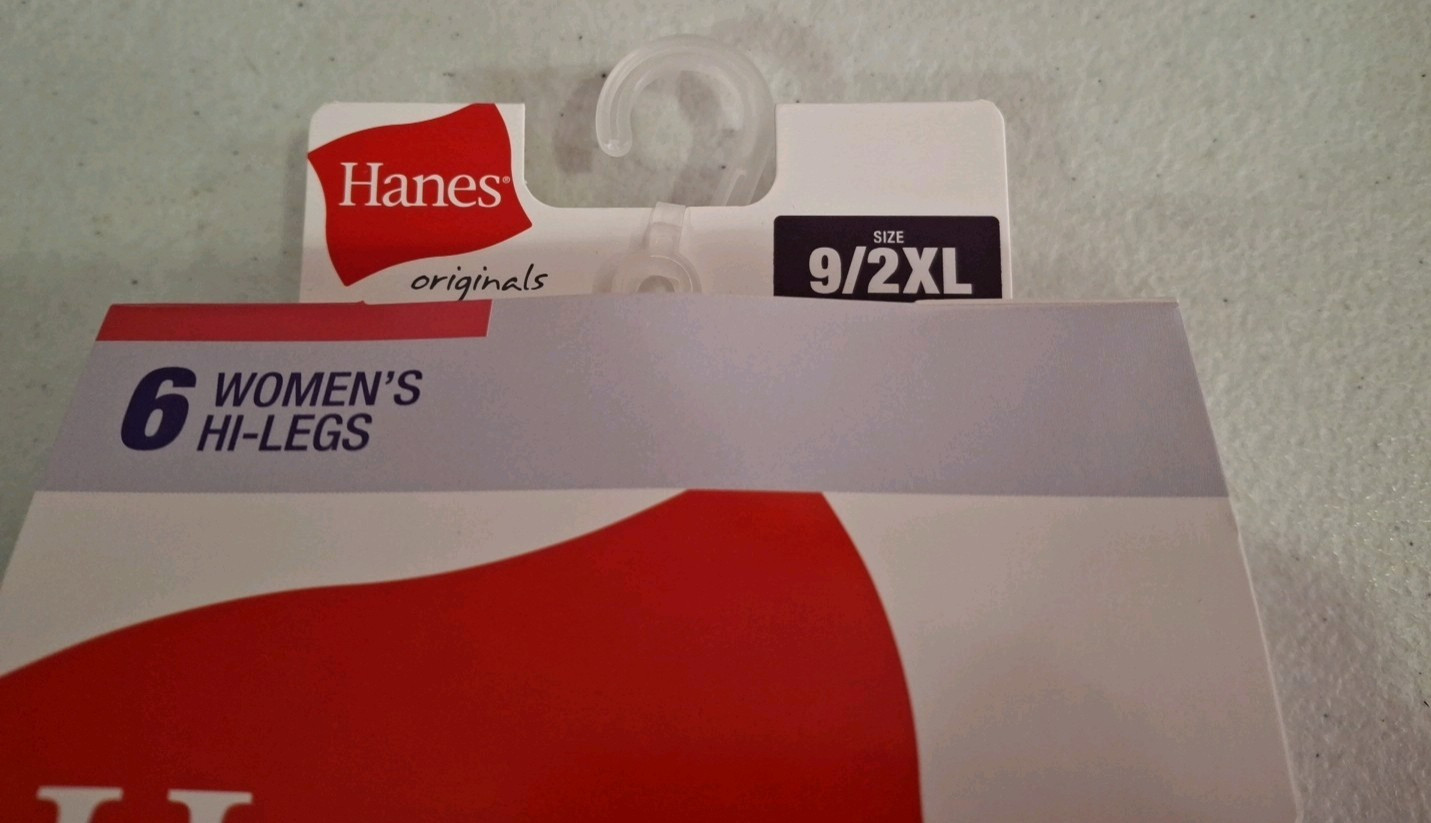 Hanes®
originals
SIZE
9/2XL
6 WOMEN'S
HI-LEGS
H